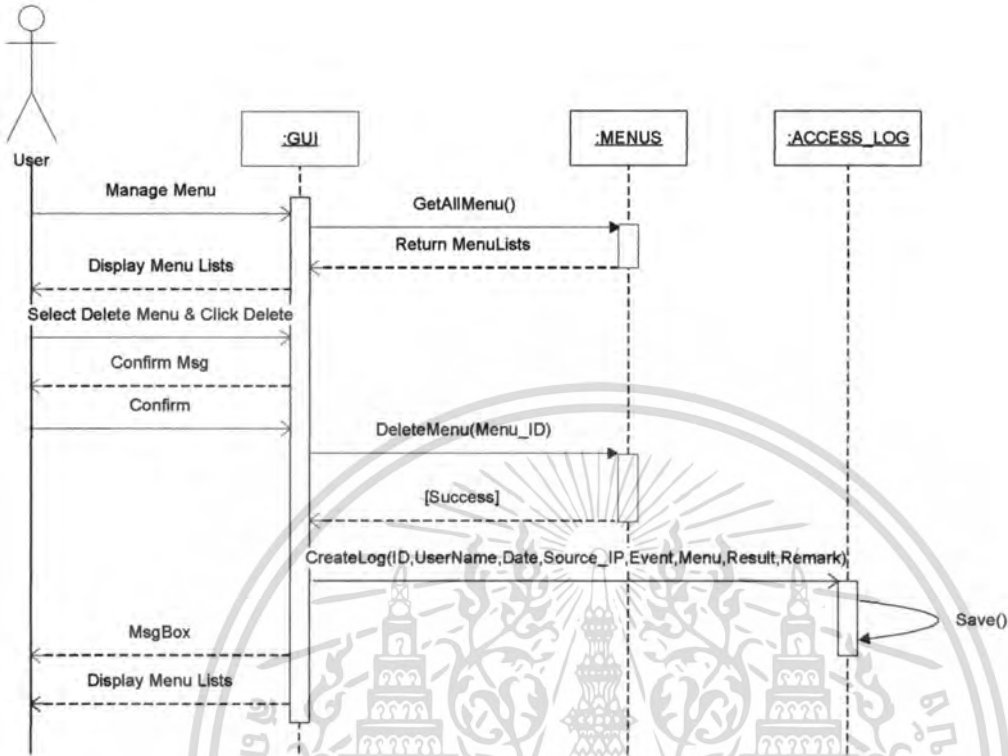 :GUI
:MENUS
:ACCESS_LOG
User
Manage Menu
GetAllMenu()
Return MenuLists
Display Menu Lists
Select Delete Menu & Click Delete
Confirm Msg
Confirm
DeleteMenu(Menu_ID)
[Success]
CreateLog(ID,UserName,Date,Source_IP,Event,Menu,Result,Remark)
Save()
MsgBox
Display Menu Lists